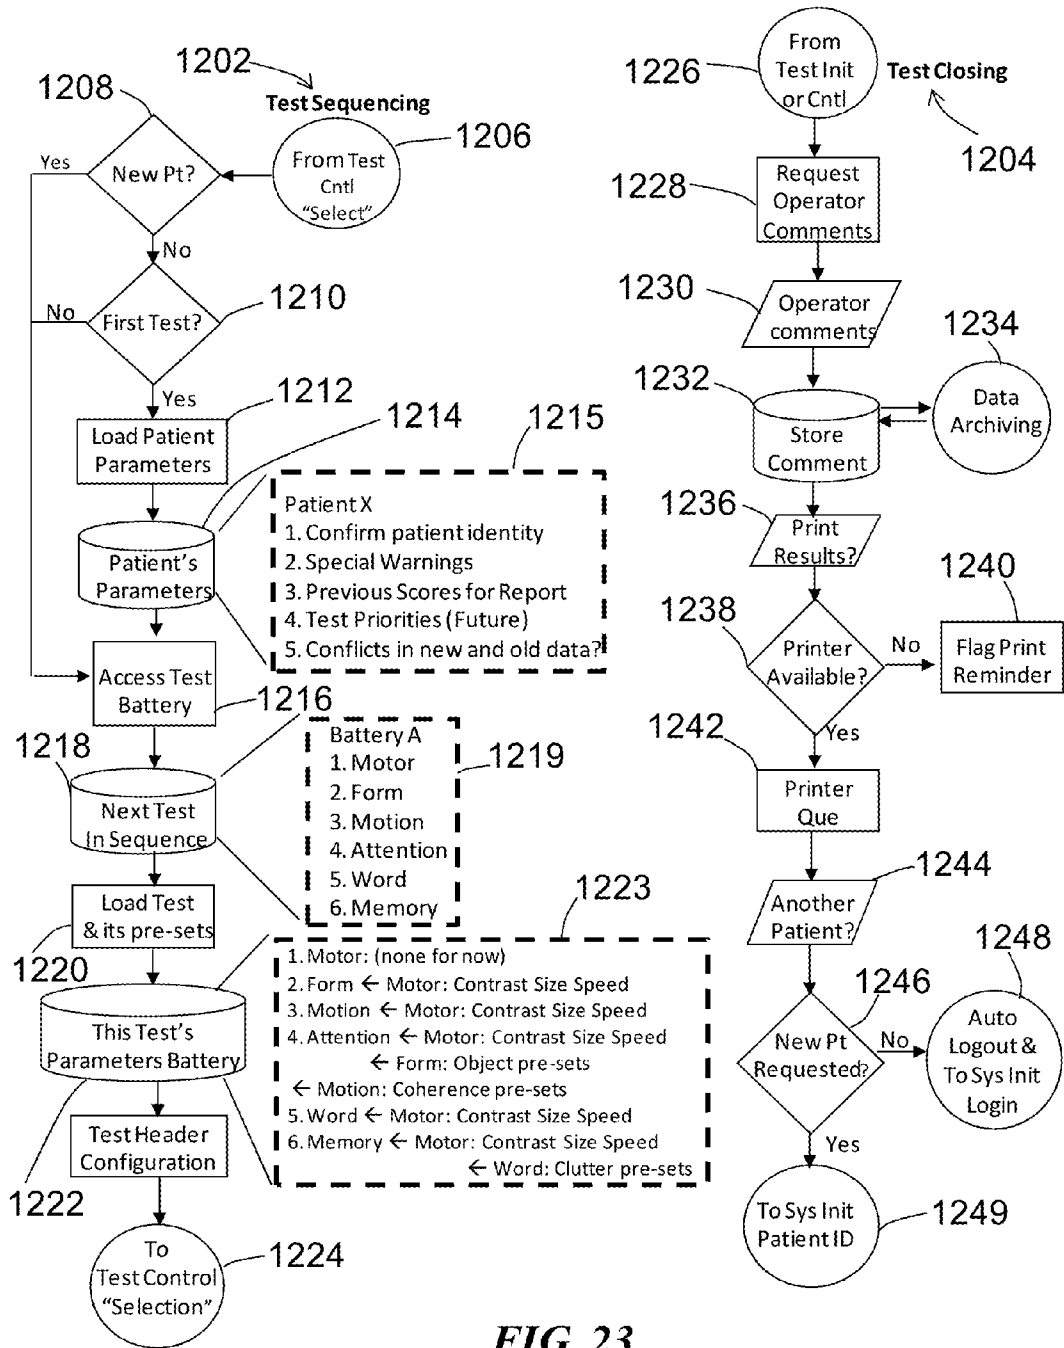 1202
1208
Test Sequencing
1206
Yes
New Pt?
From Test
Cntl
"Select"
No
1210
No
First Test?
Yes
1212
1214
1215
Load Patient
Parameters
Patient's
Parameters
Patient X
1. Confirm patient identity
2. Special Warnings
3. Previous Scores for Report
4. Test Priorities (Future)
5. Conflicts in new and old data?
Access Test
Battery
1216
1218
Next Test
In Sequence
Battery A
1. Motor
2. Form
3. Motion
4. Attention
5. Word
6. Memory
1219
Load Test
& its pre-sets
1220
1223
This Test's
Parameters Battery
1. Motor: (none for now)
2. Form ← Motor: Contrast Size Speed
3. Motion ← Motor: Contrast Size Speed
4. Attention ← Motor: Contrast Size Speed
← Form: Object pre-sets
← Motion: Coherence pre-sets
5. Word ← Motor: Contrast Size Speed
6. Memory ← Motor: Contrast Size Speed
← Word: Clutter pre-sets
Test Header
Configuration
1222
To
Test Control
"Selection"
1224
1226
From
Test Init
or Cntl
Test Closing
1204
1228
Request
Operator
Comments
1230
Operator
comments
1234
1232
Store
Comment
Data
Archiving
1236
Print
Results?
1240
1238
Printer
Available?
No
Flag Print
Reminder
Yes
1242
Printer
Que
1244
Another
Patient?
1248
1246
New Pt
Requested?
No
Auto
Logout &
To Sys Init
Login
Yes
To Sys Init
Patient ID
1249
FIG. 23